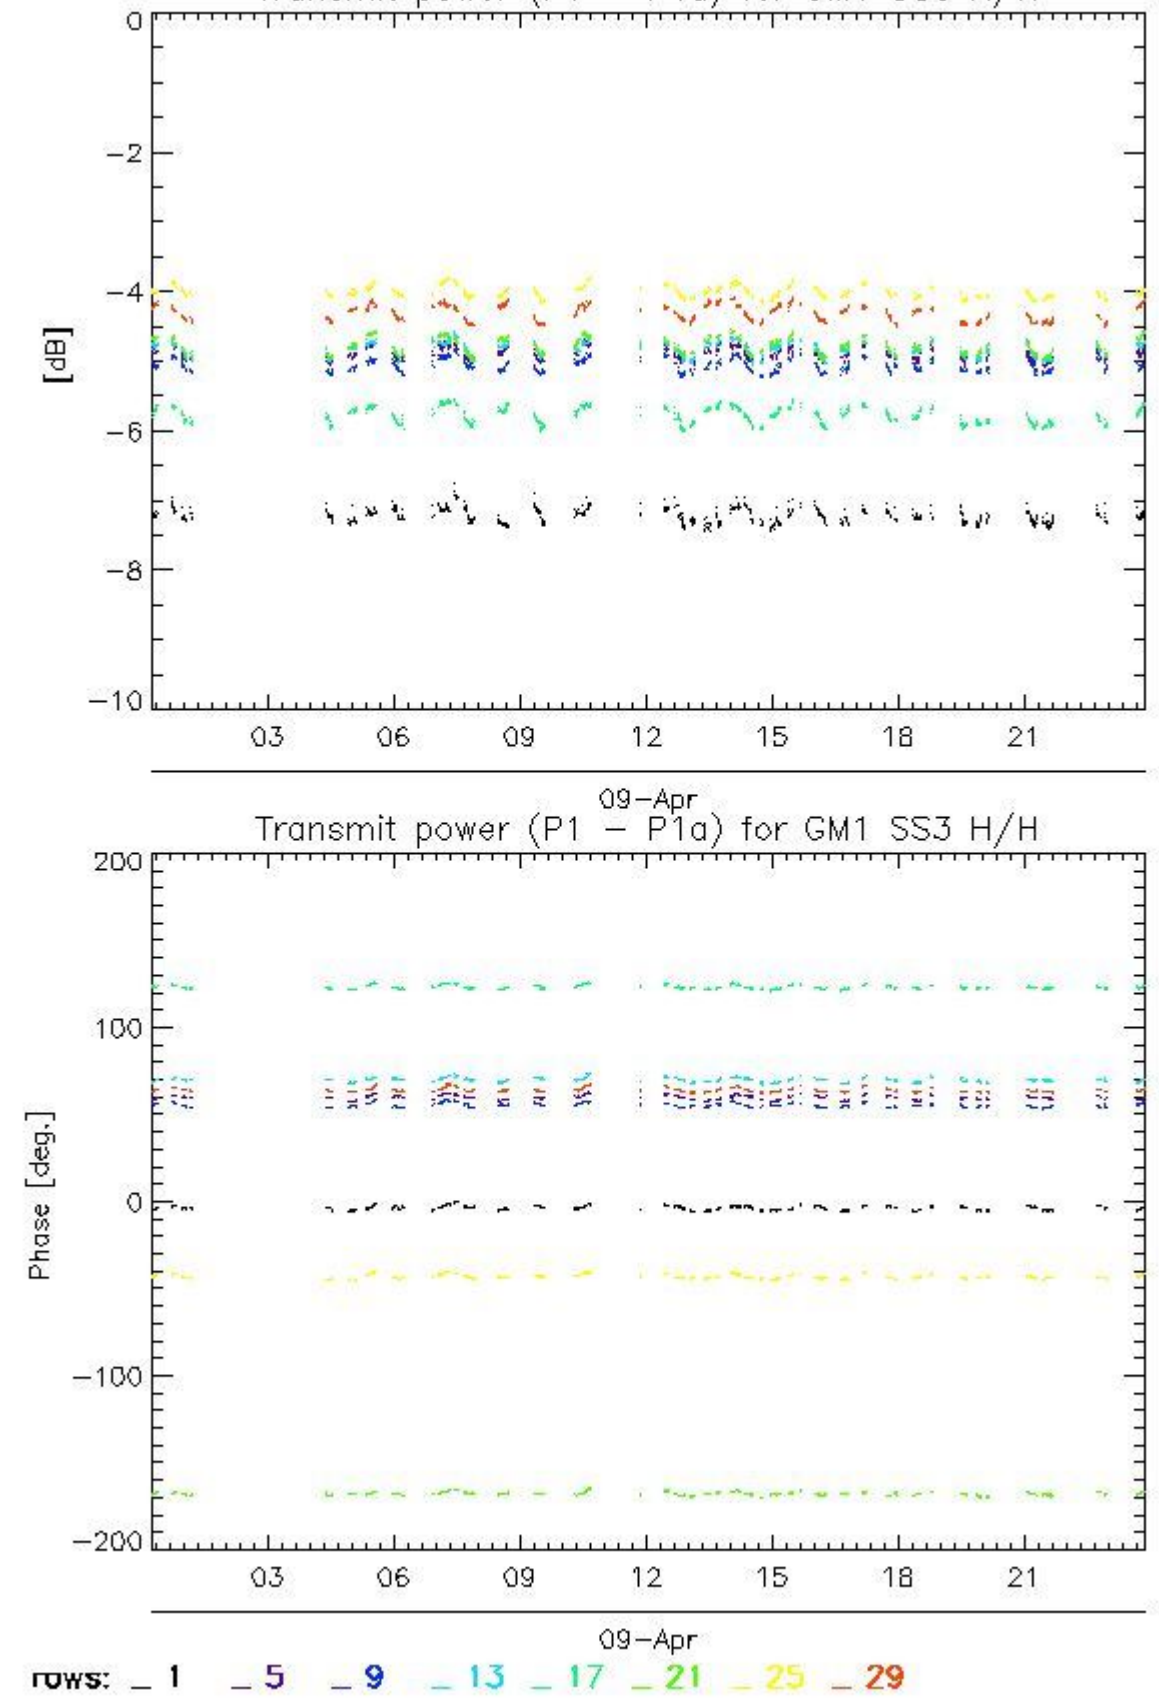 0
−2
−4
[dB]
−6
−8
−10
03 06 09 12 15 18 21
09−Apr
Transmit power (P1 − P1a) for GM1 SS3 H/H
200
100
Phase [deg.]
0
−100
−200
03 06 09 12 15 18 21
09−Apr
rows: _ 1 _ 5 _ 9 _ 13 _ 17 _ 21 _ 25 _ 29